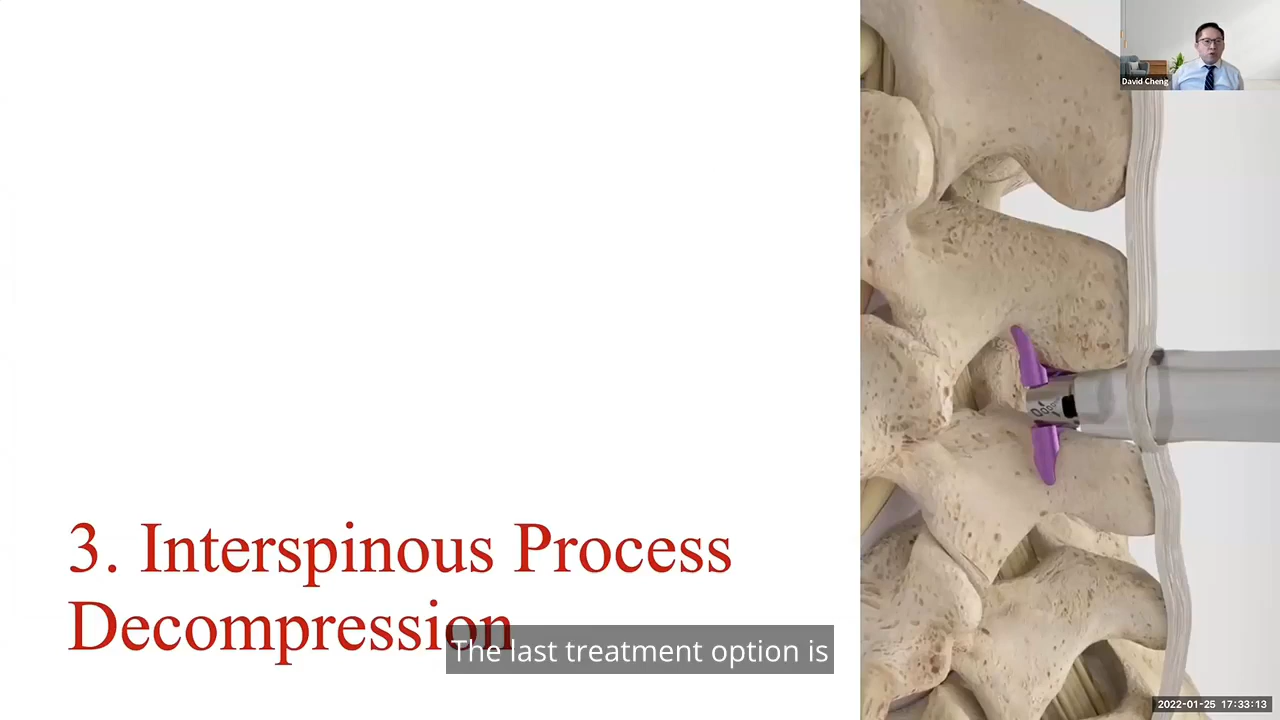 David Cheng
3. Interspinous Process
Decompression
The last treatment option is
2022-01-25 17:33:13